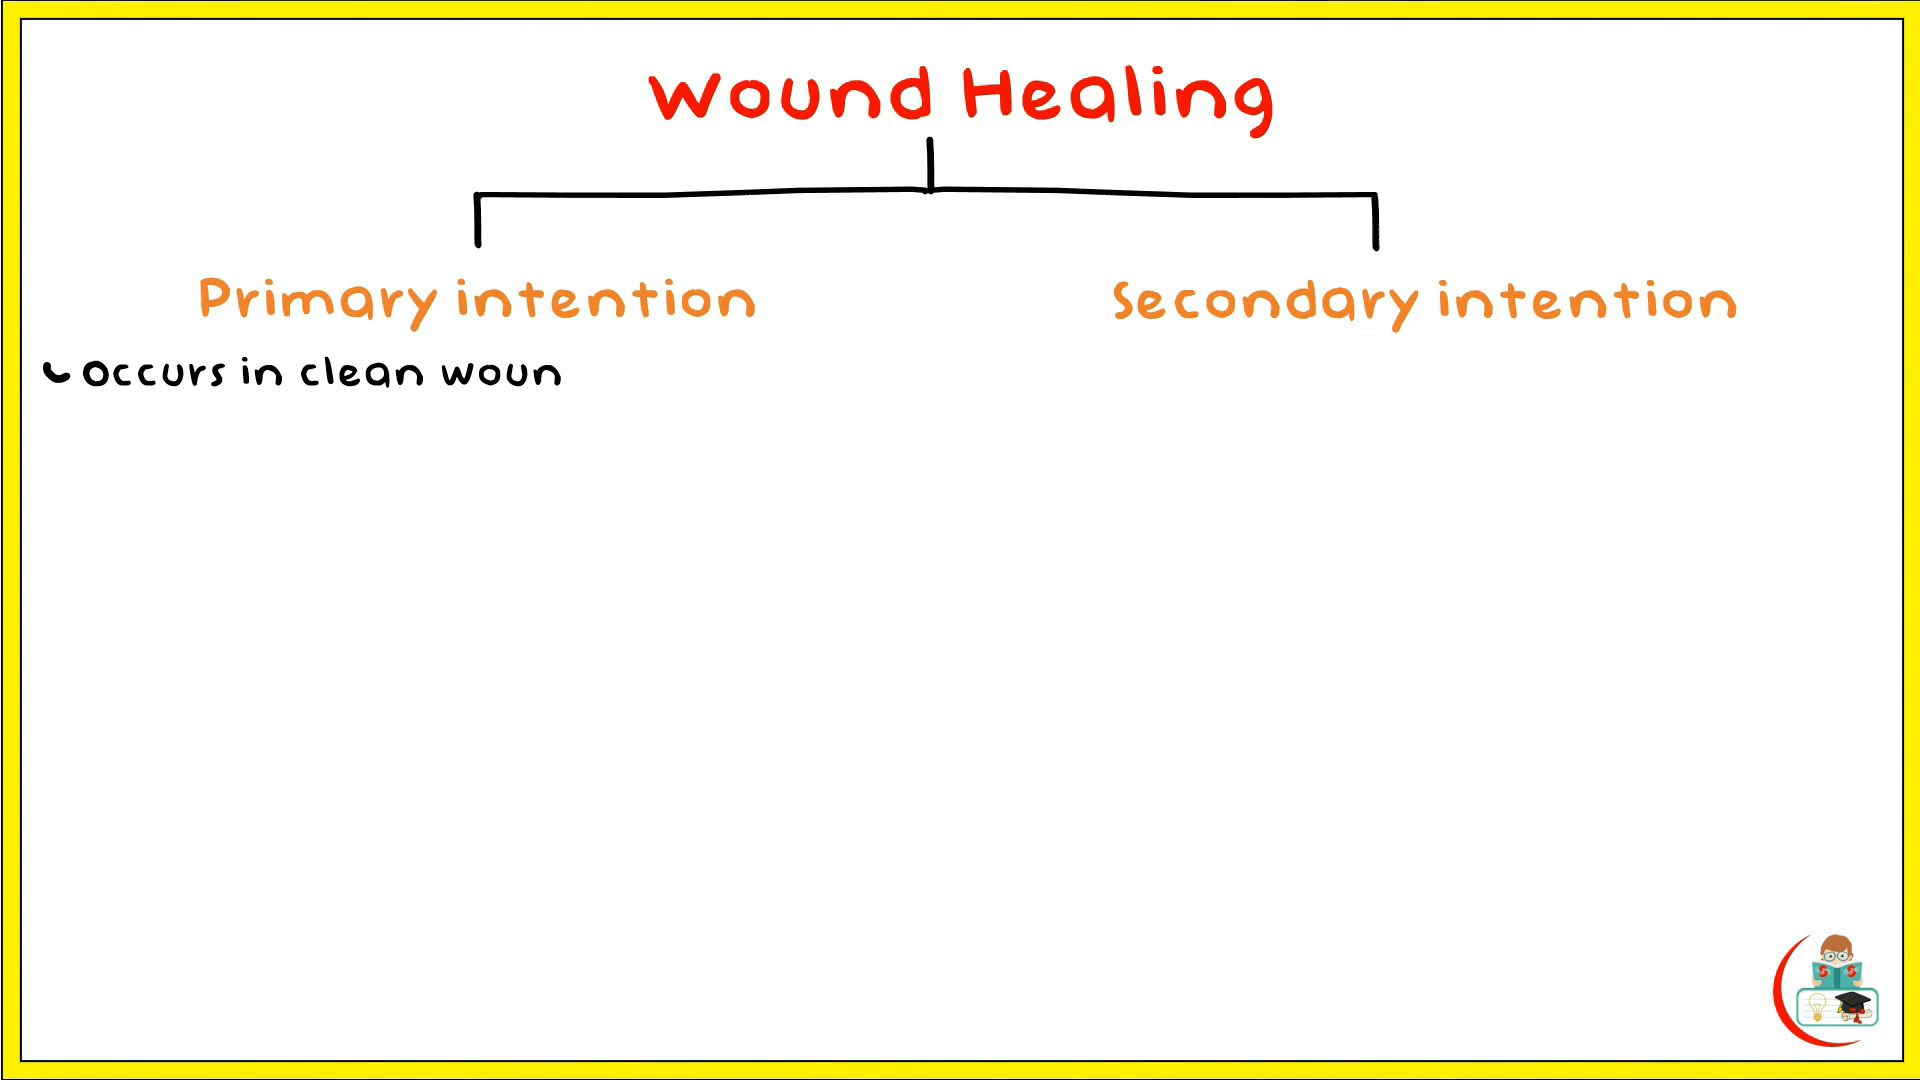 Wound Healing
Primary intention
Secondary intention
Occurs in clean woun